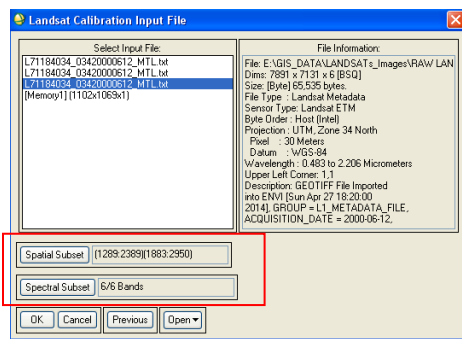 Landsat Calibration Input File
Select Input File:
L71184034_03420000612_MTL.txt
L71184034_03420000612_MTL.txt
L71184034_03420000612_MTL.txt
[Memory1] (1102x1069x1)
File Information:
File: E:\GIS_DATA\LANDSATs_Images\RAW LAN
Dims: 7891 x 7131 x 6 [BSQ]
Size: [Byte] 65,535 bytes.
File Type : Landsat Metadata
Sensor Type: Landsat ETM
Byte Order : Host (Intel)
Projection : UTM, Zone 34 North
Pixel : 30 Meters
Datum : WGS-84
Wavelength : 0.483 to 2.206 Micrometers
Upper Left Corner: 1,1
Description: GEOTIFF File Imported
into ENVI [Sun Apr 27 18:20:00
2014], GROUP = L1_METADATA_FILE,
ACQUISITION_DATE = 2000-06-12,
Spatial Subset (1289:2389)(1883:2950)
Spectral Subset 6/6 Bands
OK Cancel Previous Open